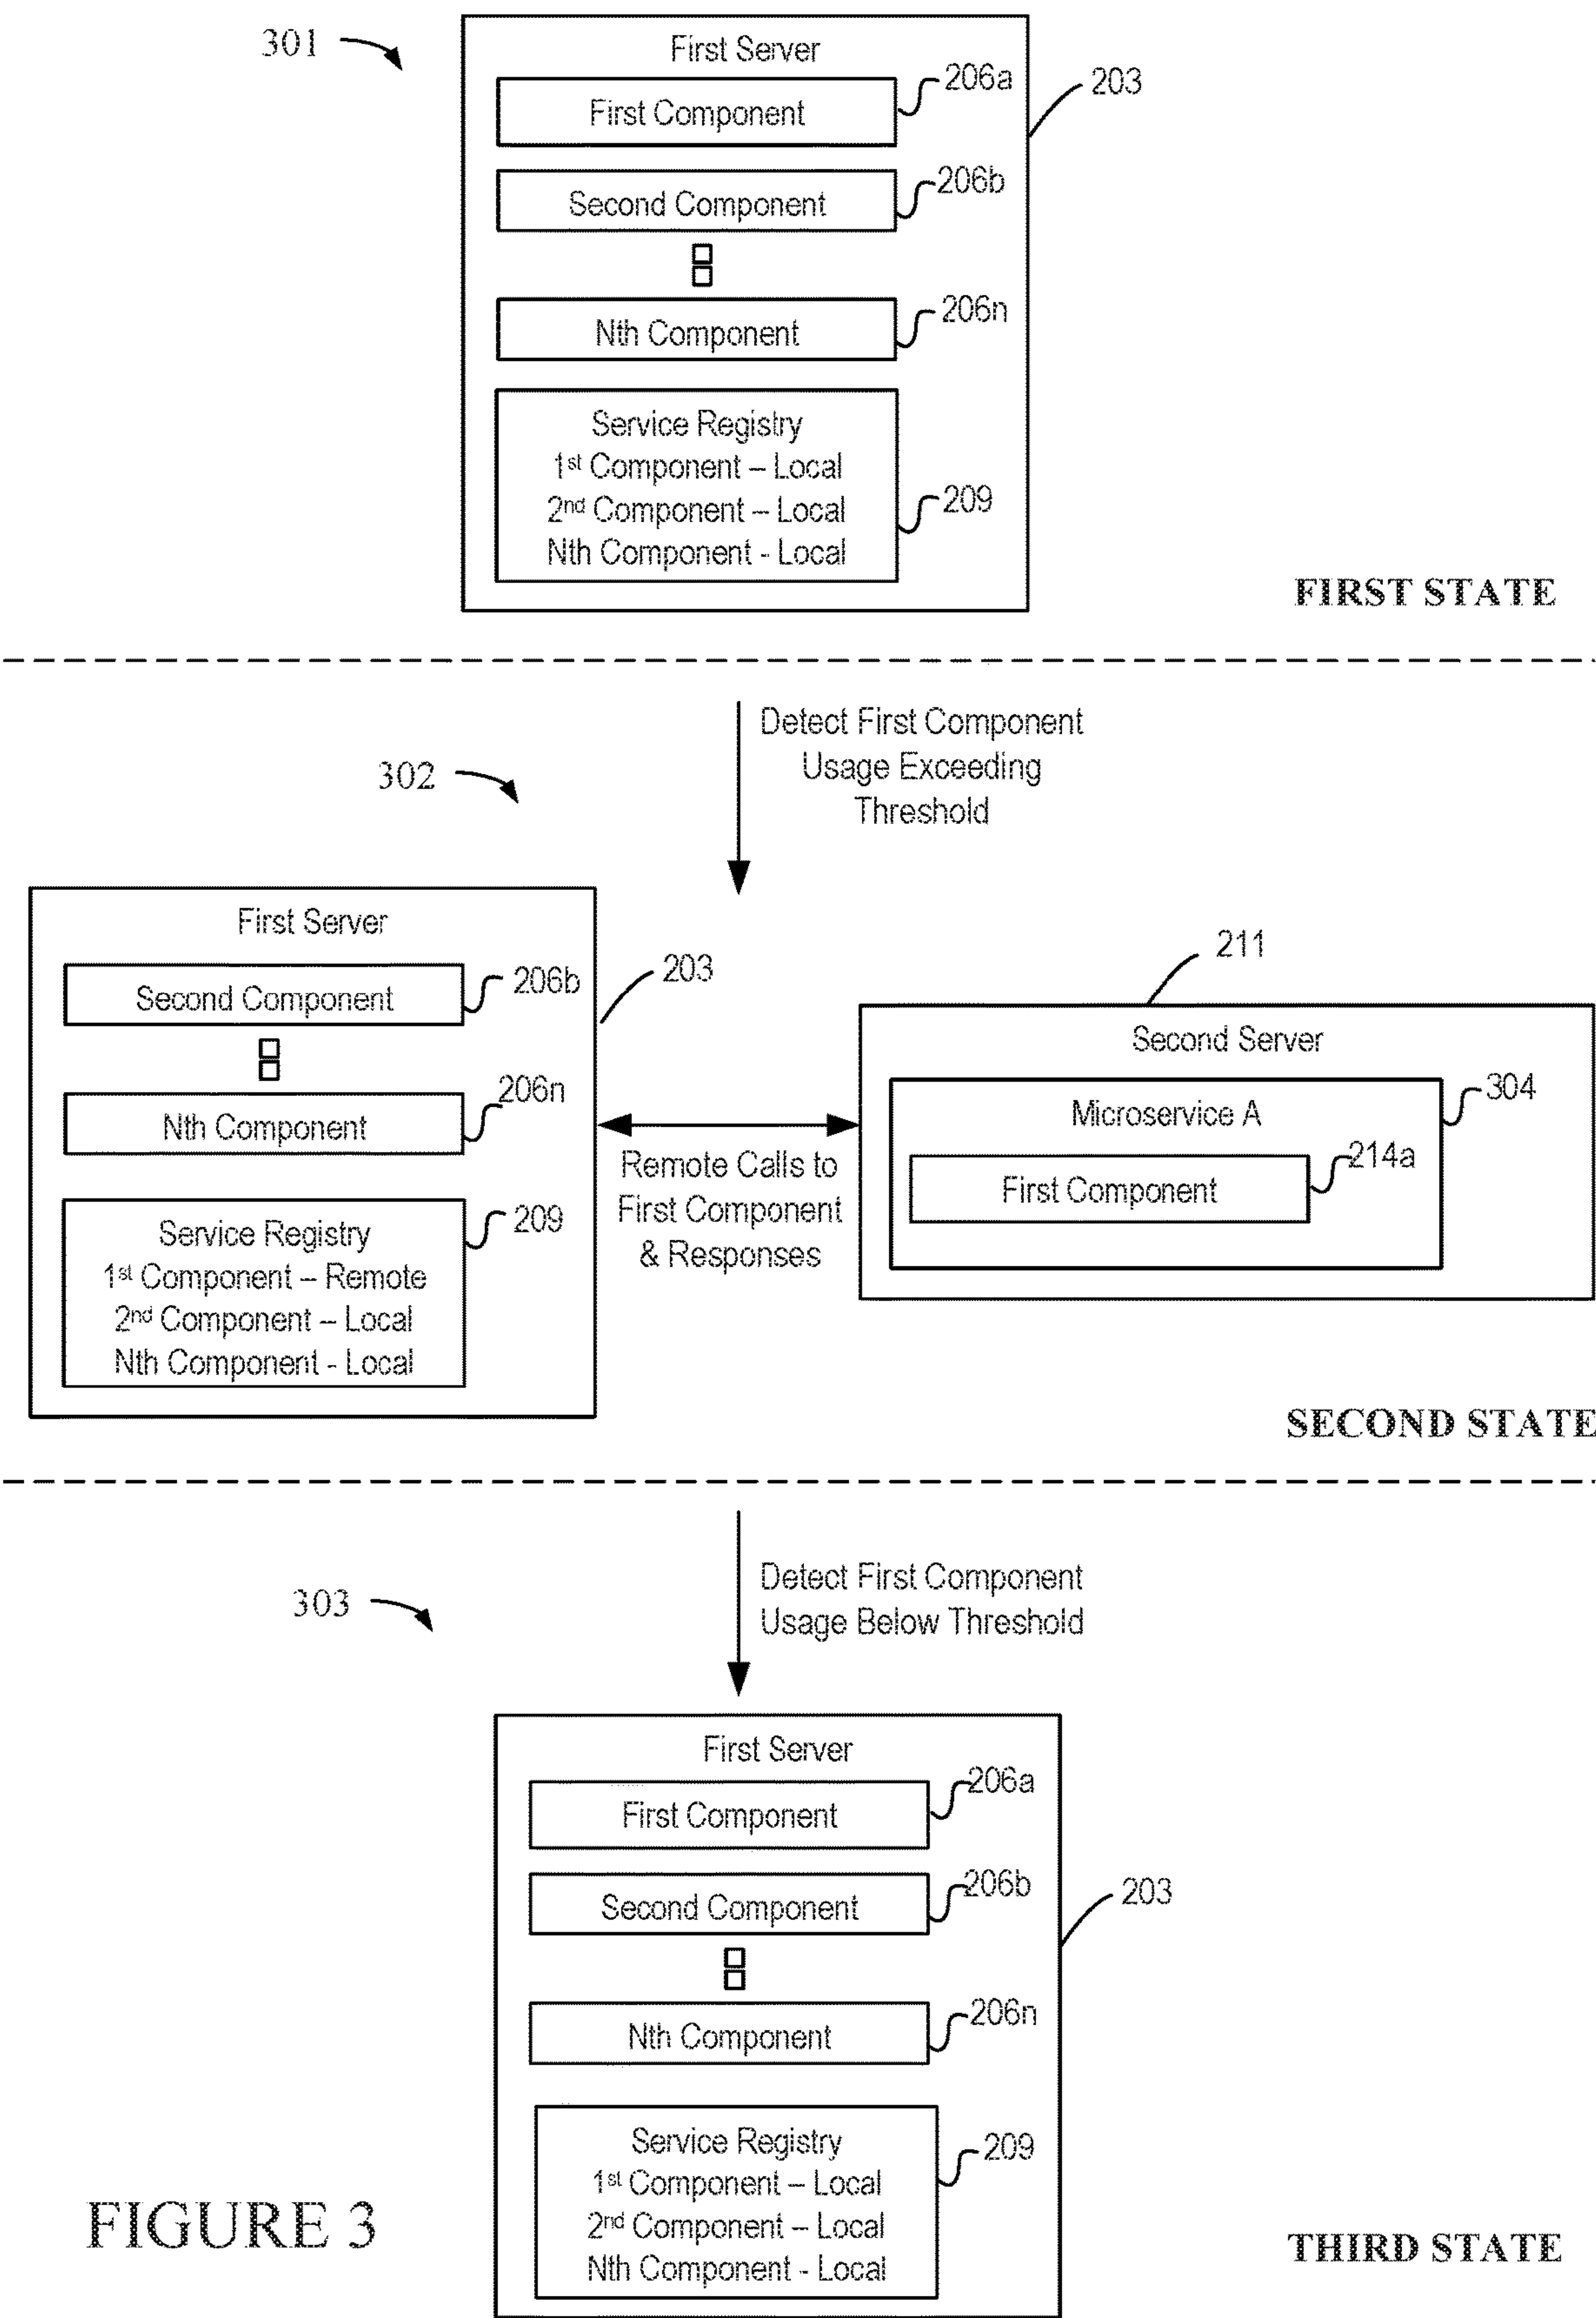 301
First Server
First Component
206a
203
Second Component
206b
Nth Component
206n
Service Registry
1st Component – Local
2nd Component – Local
Nth Component - Local
209
FIRST STATE
302
Detect First Component
Usage Exceeding
Threshold
First Server
Second Component
206b
203
Nth Component
206n
Service Registry
1st Component – Remote
2nd Component – Local
Nth Component - Local
209
Remote Calls to
First Component
& Responses
211
Second Server
Microservice A
304
First Component
214a
SECOND STATE
303
Detect First Component
Usage Below Threshold
First Server
First Component
206a
Second Component
206b
203
Nth Component
206n
Service Registry
1st Component – Local
2nd Component – Local
Nth Component - Local
209
FIGURE 3
THIRD STATE